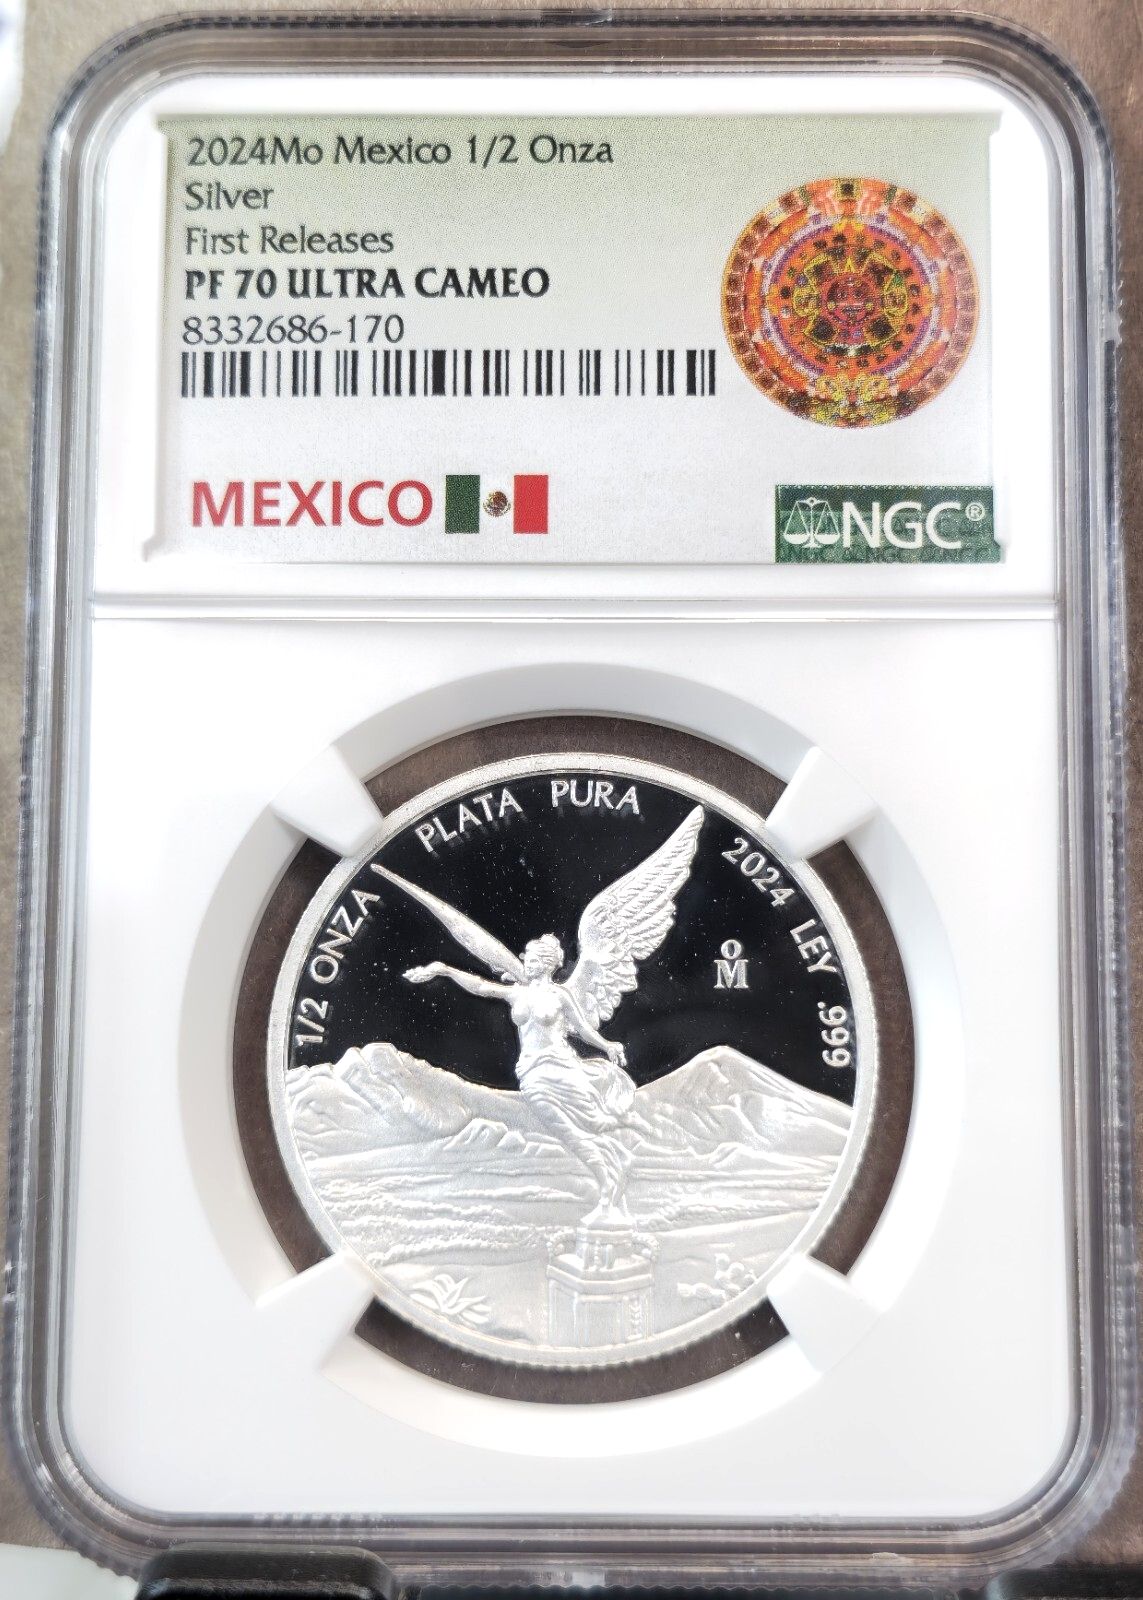 2024Mo Mexico 1/2 Onza
Silver
First Releases
PF 70 ULTRA CAMEO
8332686-170
MEXICO
NGC®
1/2 ONZA PLATA PURA 2024 LEY .999
oM